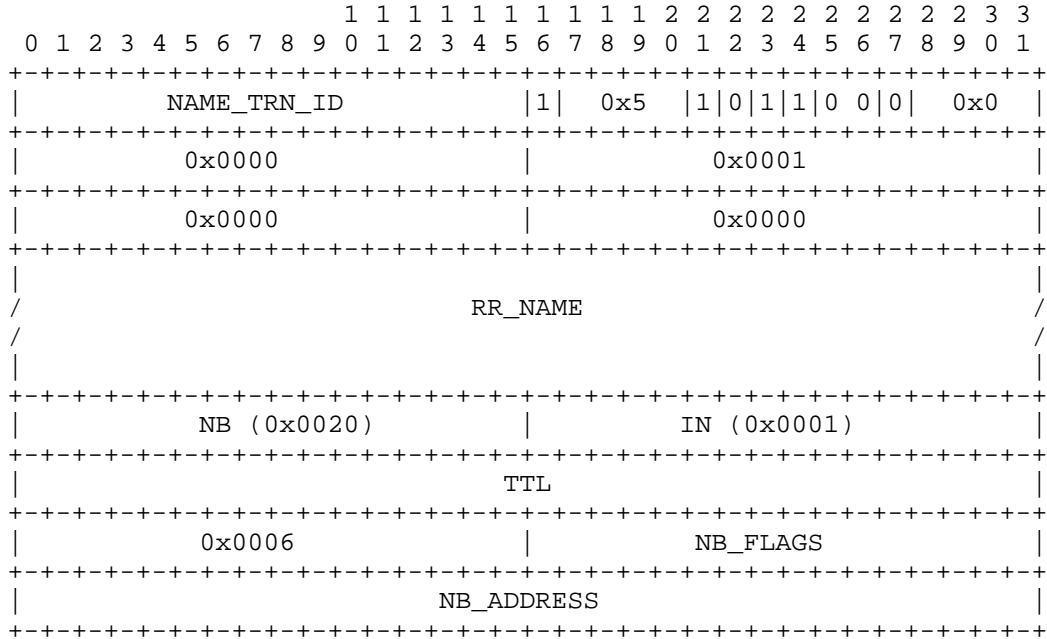 1 1 1 1 1 1 1 1 1 1 2 2 2 2 2 2 2 2 2 2 3 3
 0 1 2 3 4 5 6 7 8 9 0 1 2 3 4 5 6 7 8 9 0 1 2 3 4 5 6 7 8 9 0 1
+-+-+-+-+-+-+-+-+-+-+-+-+-+-+-+-+-+-+-+-+-+-+-+-+-+-+-+-+-+-+-+-+
|         NAME_TRN_ID           |1|  0x5  |1|0|1|1|0 0|0|  0x0  |
+-+-+-+-+-+-+-+-+-+-+-+-+-+-+-+-+-+-+-+-+-+-+-+-+-+-+-+-+-+-+-+-+
|          0x0000               |           0x0001              |
+-+-+-+-+-+-+-+-+-+-+-+-+-+-+-+-+-+-+-+-+-+-+-+-+-+-+-+-+-+-+-+-+
|          0x0000               |           0x0000              |
+-+-+-+-+-+-+-+-+-+-+-+-+-+-+-+-+-+-+-+-+-+-+-+-+-+-+-+-+-+-+-+-+
|                                                               |
/                            RR_NAME                            /
/                                                               /
|                                                               |
+-+-+-+-+-+-+-+-+-+-+-+-+-+-+-+-+-+-+-+-+-+-+-+-+-+-+-+-+-+-+-+-+
|           NB (0x0020)         |         IN (0x0001)           |
+-+-+-+-+-+-+-+-+-+-+-+-+-+-+-+-+-+-+-+-+-+-+-+-+-+-+-+-+-+-+-+-+
|                              TTL                              |
+-+-+-+-+-+-+-+-+-+-+-+-+-+-+-+-+-+-+-+-+-+-+-+-+-+-+-+-+-+-+-+-+
|           0x0006              |          NB_FLAGS             |
+-+-+-+-+-+-+-+-+-+-+-+-+-+-+-+-+-+-+-+-+-+-+-+-+-+-+-+-+-+-+-+-+
|                          NB_ADDRESS                           |
+-+-+-+-+-+-+-+-+-+-+-+-+-+-+-+-+-+-+-+-+-+-+-+-+-+-+-+-+-+-+-+-+